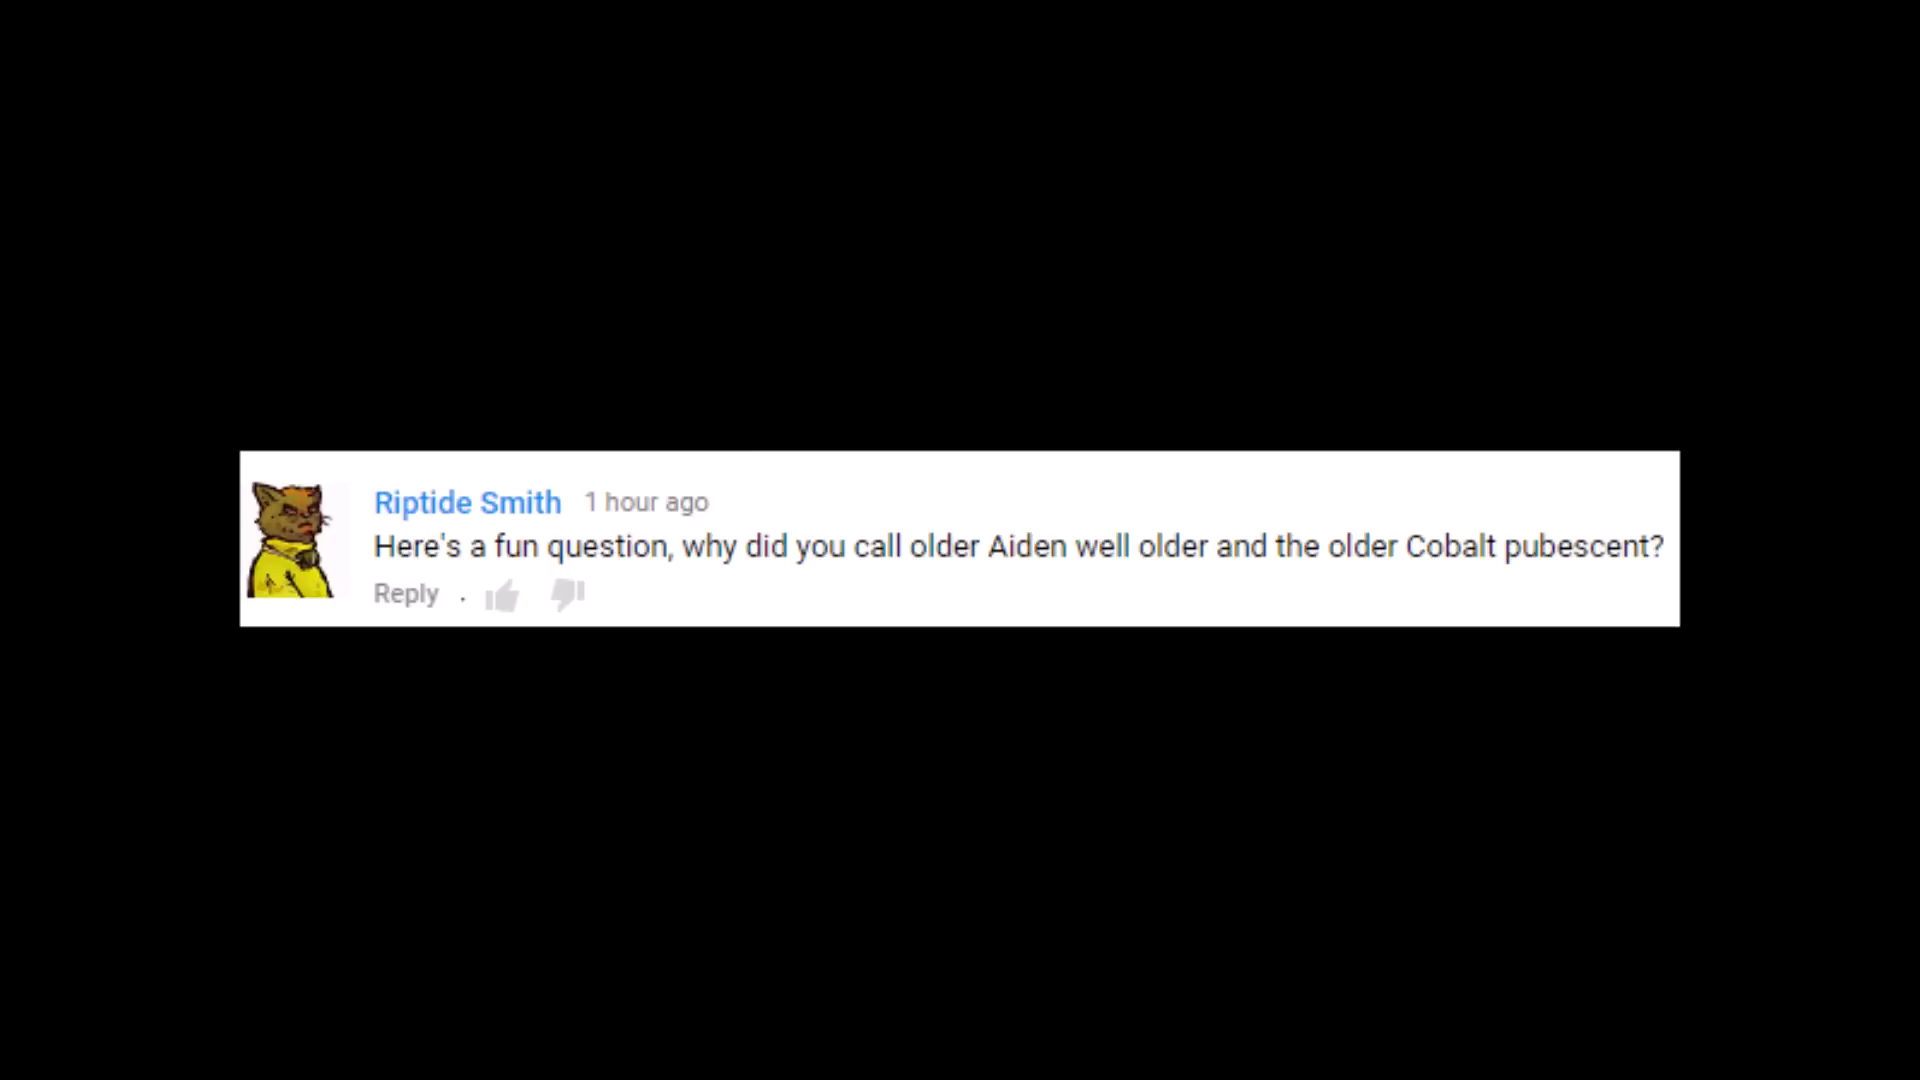 Riptide Smith 1 hour ago
Here's a fun question, why did you call older Aiden well older and the older Cobalt pubescent?
Reply .